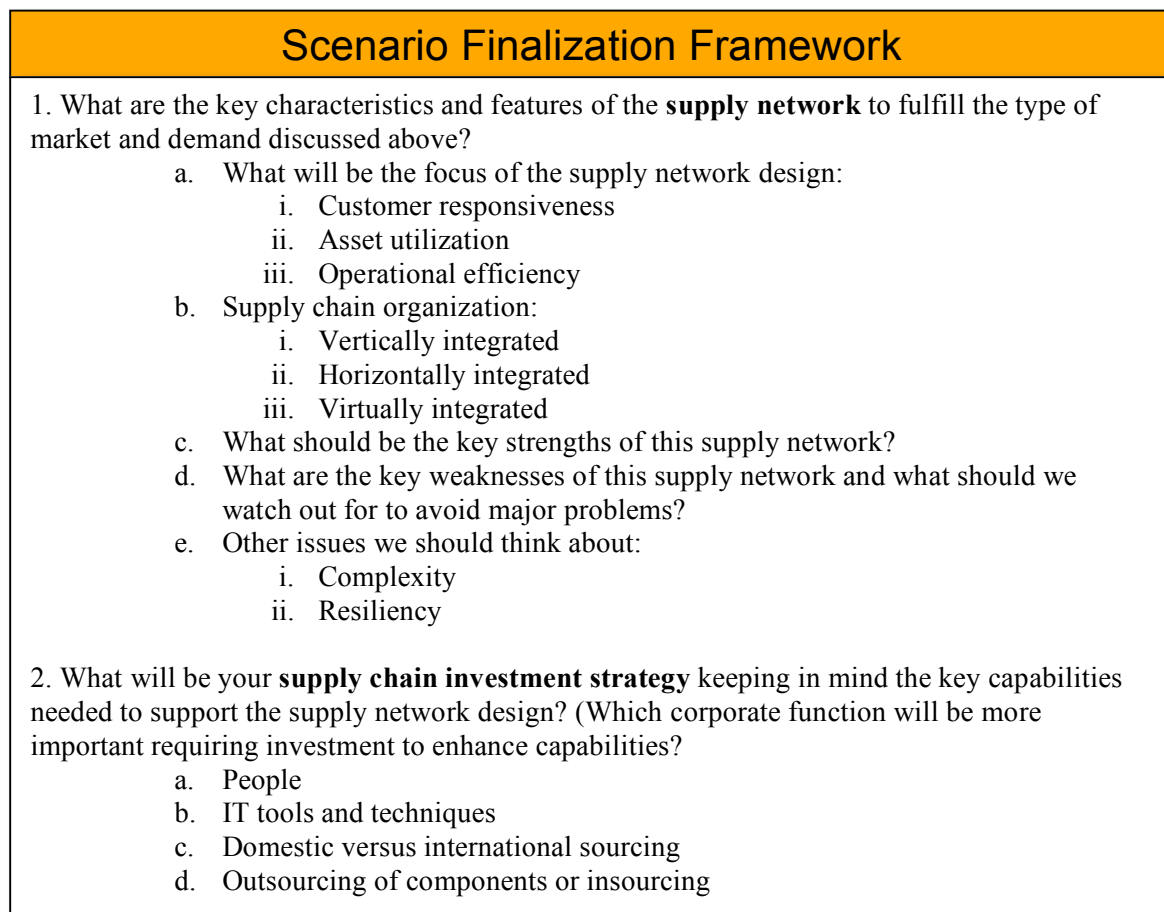 Scenario Finalization Framework
1. What are the key characteristics and features of the supply network to fulfill the type of
market and demand discussed above?
a. What will be the focus of the supply network design:
i. Customer responsiveness
ii. Asset utilization
iii. Operational efficiency
b. Supply chain organization:
i. Vertically integrated
ii. Horizontally integrated
iii. Virtually integrated
c. What should be the key strengths of this supply network?
d. What are the key weaknesses of this supply network and what should we
watch out for to avoid major problems?
e. Other issues we should think about:
i. Complexity
ii. Resiliency
2. What will be your supply chain investment strategy keeping in mind the key capabilities
needed to support the supply network design? (Which corporate function will be more
important requiring investment to enhance capabilities?
a. People
b. IT tools and techniques
c. Domestic versus international sourcing
d. Outsourcing of components or insourcing